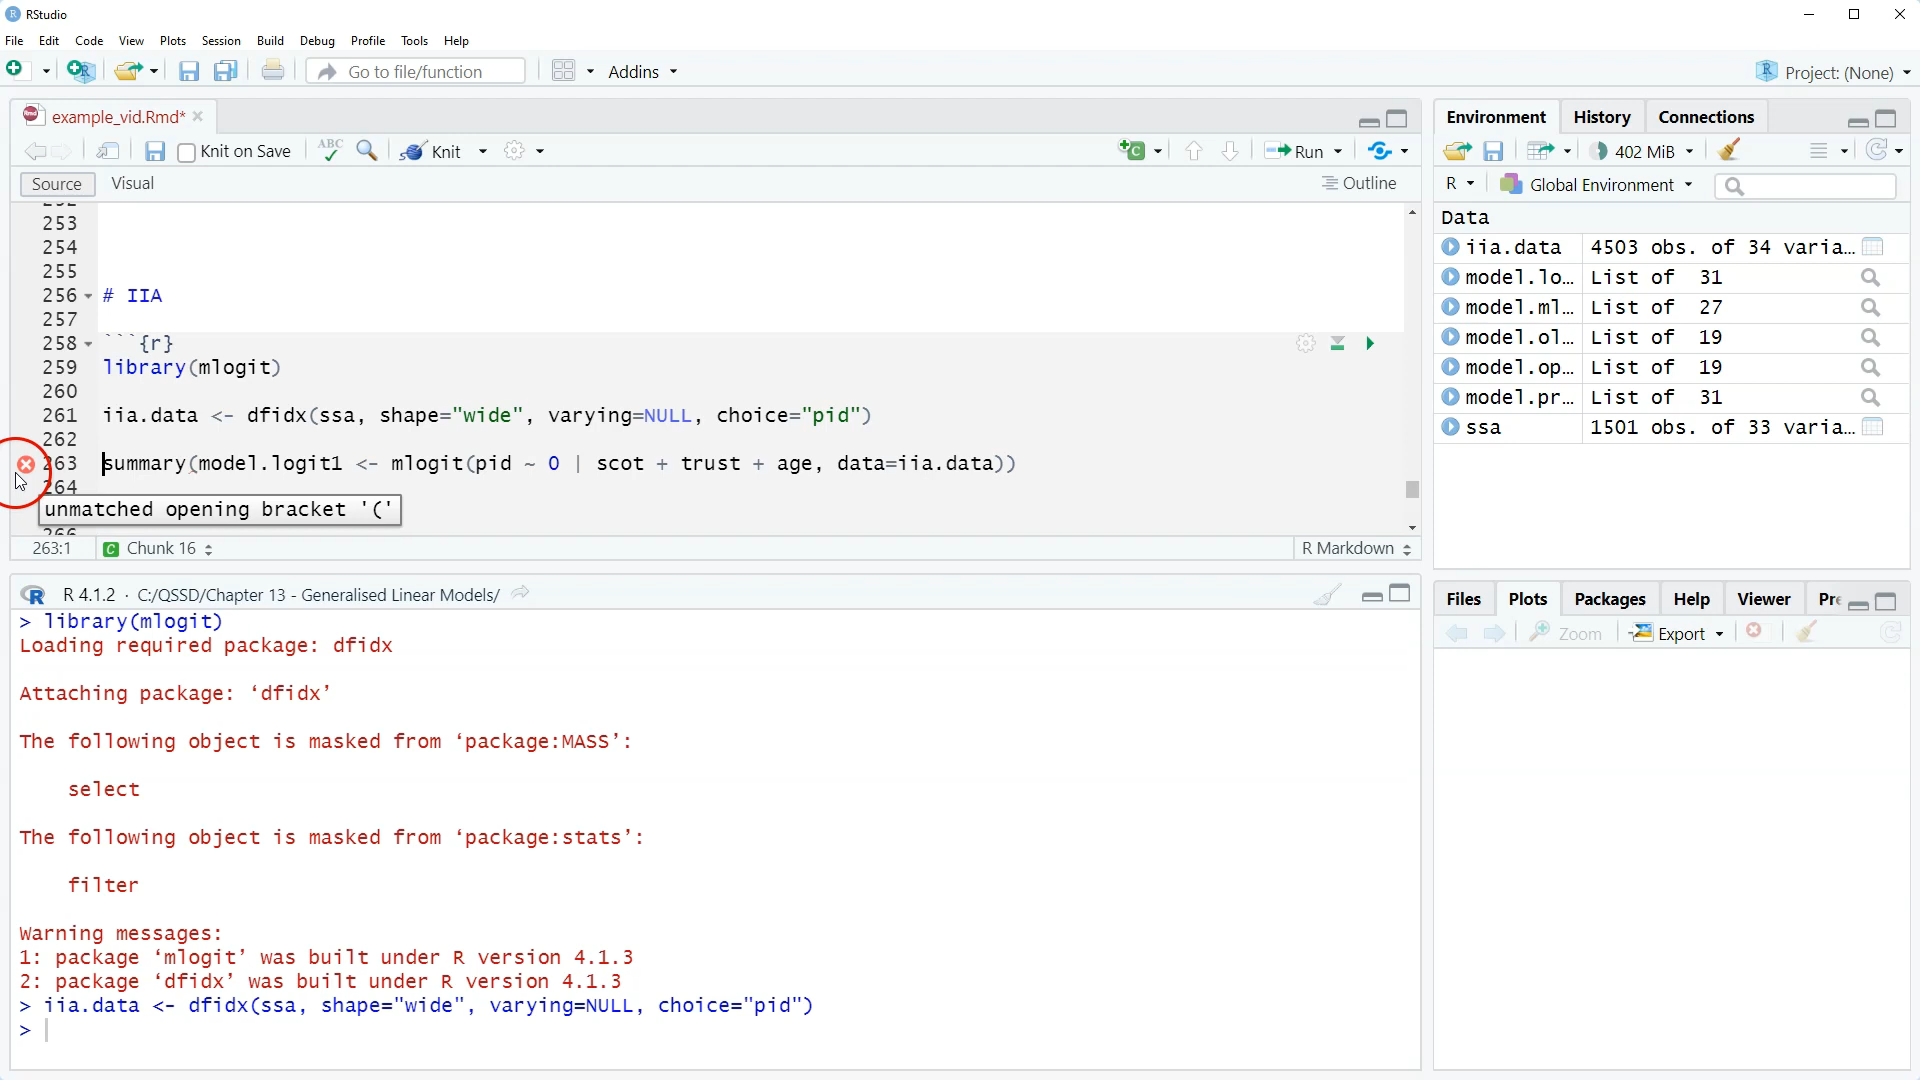 RStudio
File Edit Code View Plots Session Build Debug Profile Tools Help
Go to file/function Addins Project: (None)
example_vid.Rmd*
Knit on Save ABC Knit Run
Source Visual Outline
253
254
255
256 # IIA
257
258 ```{r}
259 library(mlogit)
260
261 iia.data <- dfidx(ssa, shape="wide", varying=NULL, choice="pid")
262
263 summary(model.logit1 <- mlogit(pid ~ 0 | scot + trust + age, data=iia.data))
264
unmatched opening bracket '('
266
263:1 Chunk 16 R Markdown
R 4.1.2 · C:/QSSD/Chapter 13 - Generalised Linear Models/
> library(mlogit)
Loading required package: dfidx
Attaching package: ‘dfidx’
The following object is masked from ‘package:MASS’:
select
The following object is masked from ‘package:stats’:
filter
Warning messages:
1: package ‘mlogit’ was built under R version 4.1.3
2: package ‘dfidx’ was built under R version 4.1.3
> iia.data <- dfidx(ssa, shape="wide", varying=NULL, choice="pid")
>
Environment History Connections
402 MiB
R Global Environment
Data
iia.data 4503 obs. of 34 varia…
model.lo… List of 31
model.ml… List of 27
model.ol… List of 19
model.op… List of 19
model.pr… List of 31
ssa 1501 obs. of 33 varia…
Files Plots Packages Help Viewer Pre
Zoom Export